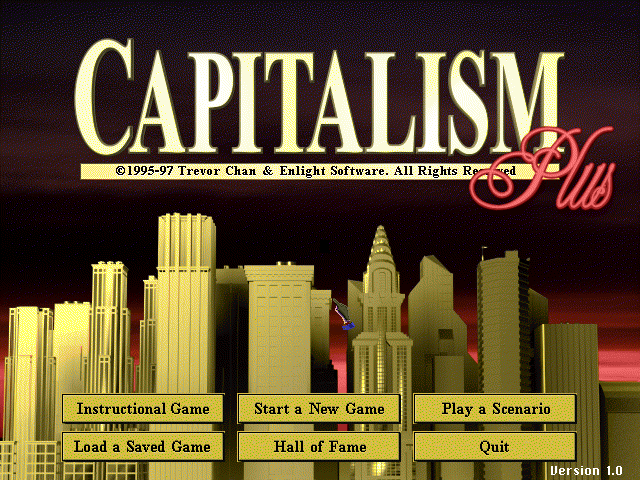 CAPITALISM
Plus
©1995-97 Trevor Chan & Enlight Software. All Rights Reserved
Instructional Game
Start a New Game
Play a Scenario
Load a Saved Game
Hall of Fame
Quit
Version 1.0